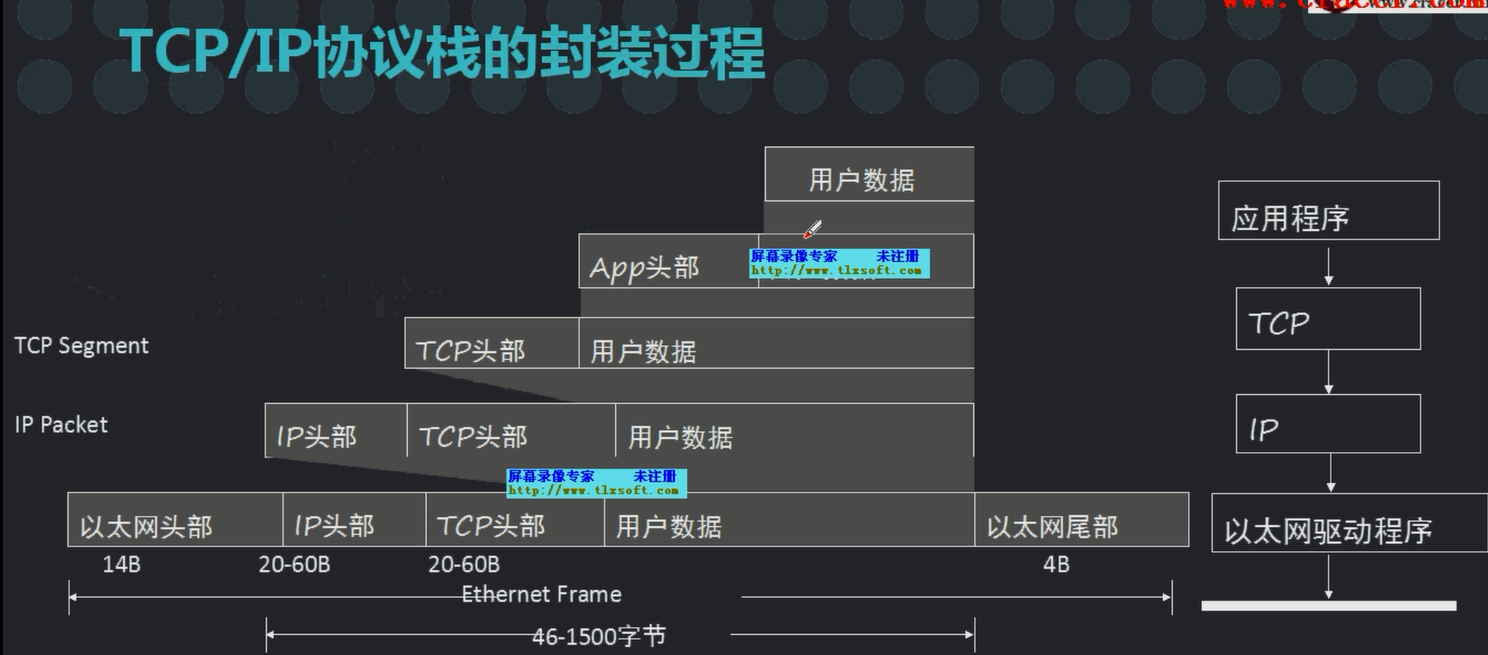 TCP/IP协议栈的封装过程
用户数据
应用程序
App头部
屏幕录像专家 未注册
http://www.tlxsoft.com
TCP Segment
TCP头部 用户数据
TCP
IP Packet
IP头部 TCP头部 用户数据
IP
屏幕录像专家 未注册
http://www.tlxsoft.com
以太网头部 IP头部 TCP头部 用户数据 以太网尾部
以太网驱动程序
14B 20-60B 20-60B 4B
Ethernet Frame
46-1500字节